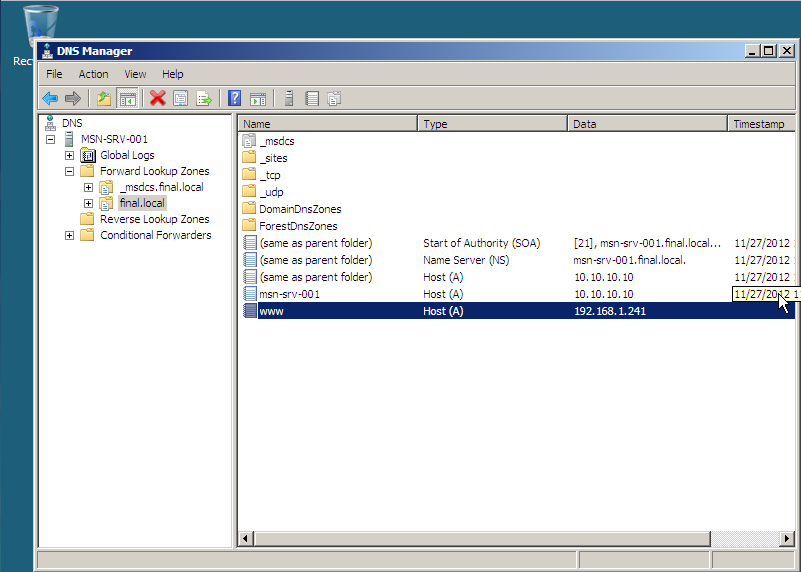 Rec
DNS Manager
File Action View Help
DNS
MSN-SRV-001
Global Logs
Forward Lookup Zones
_msdcs.final.local
final.local
Reverse Lookup Zones
Conditional Forwarders
Name Type Data Timestamp
_msdcs
_sites
_tcp
_udp
DomainDnsZones
ForestDnsZones
(same as parent folder) Start of Authority (SOA) [21], msn-srv-001.final.local... 11/27/2012
(same as parent folder) Name Server (NS) msn-srv-001.final.local. 11/27/2012
(same as parent folder) Host (A) 10.10.10.10 11/27/2012
msn-srv-001 Host (A) 10.10.10.10 11/27/2012 1
www Host (A) 192.168.1.241